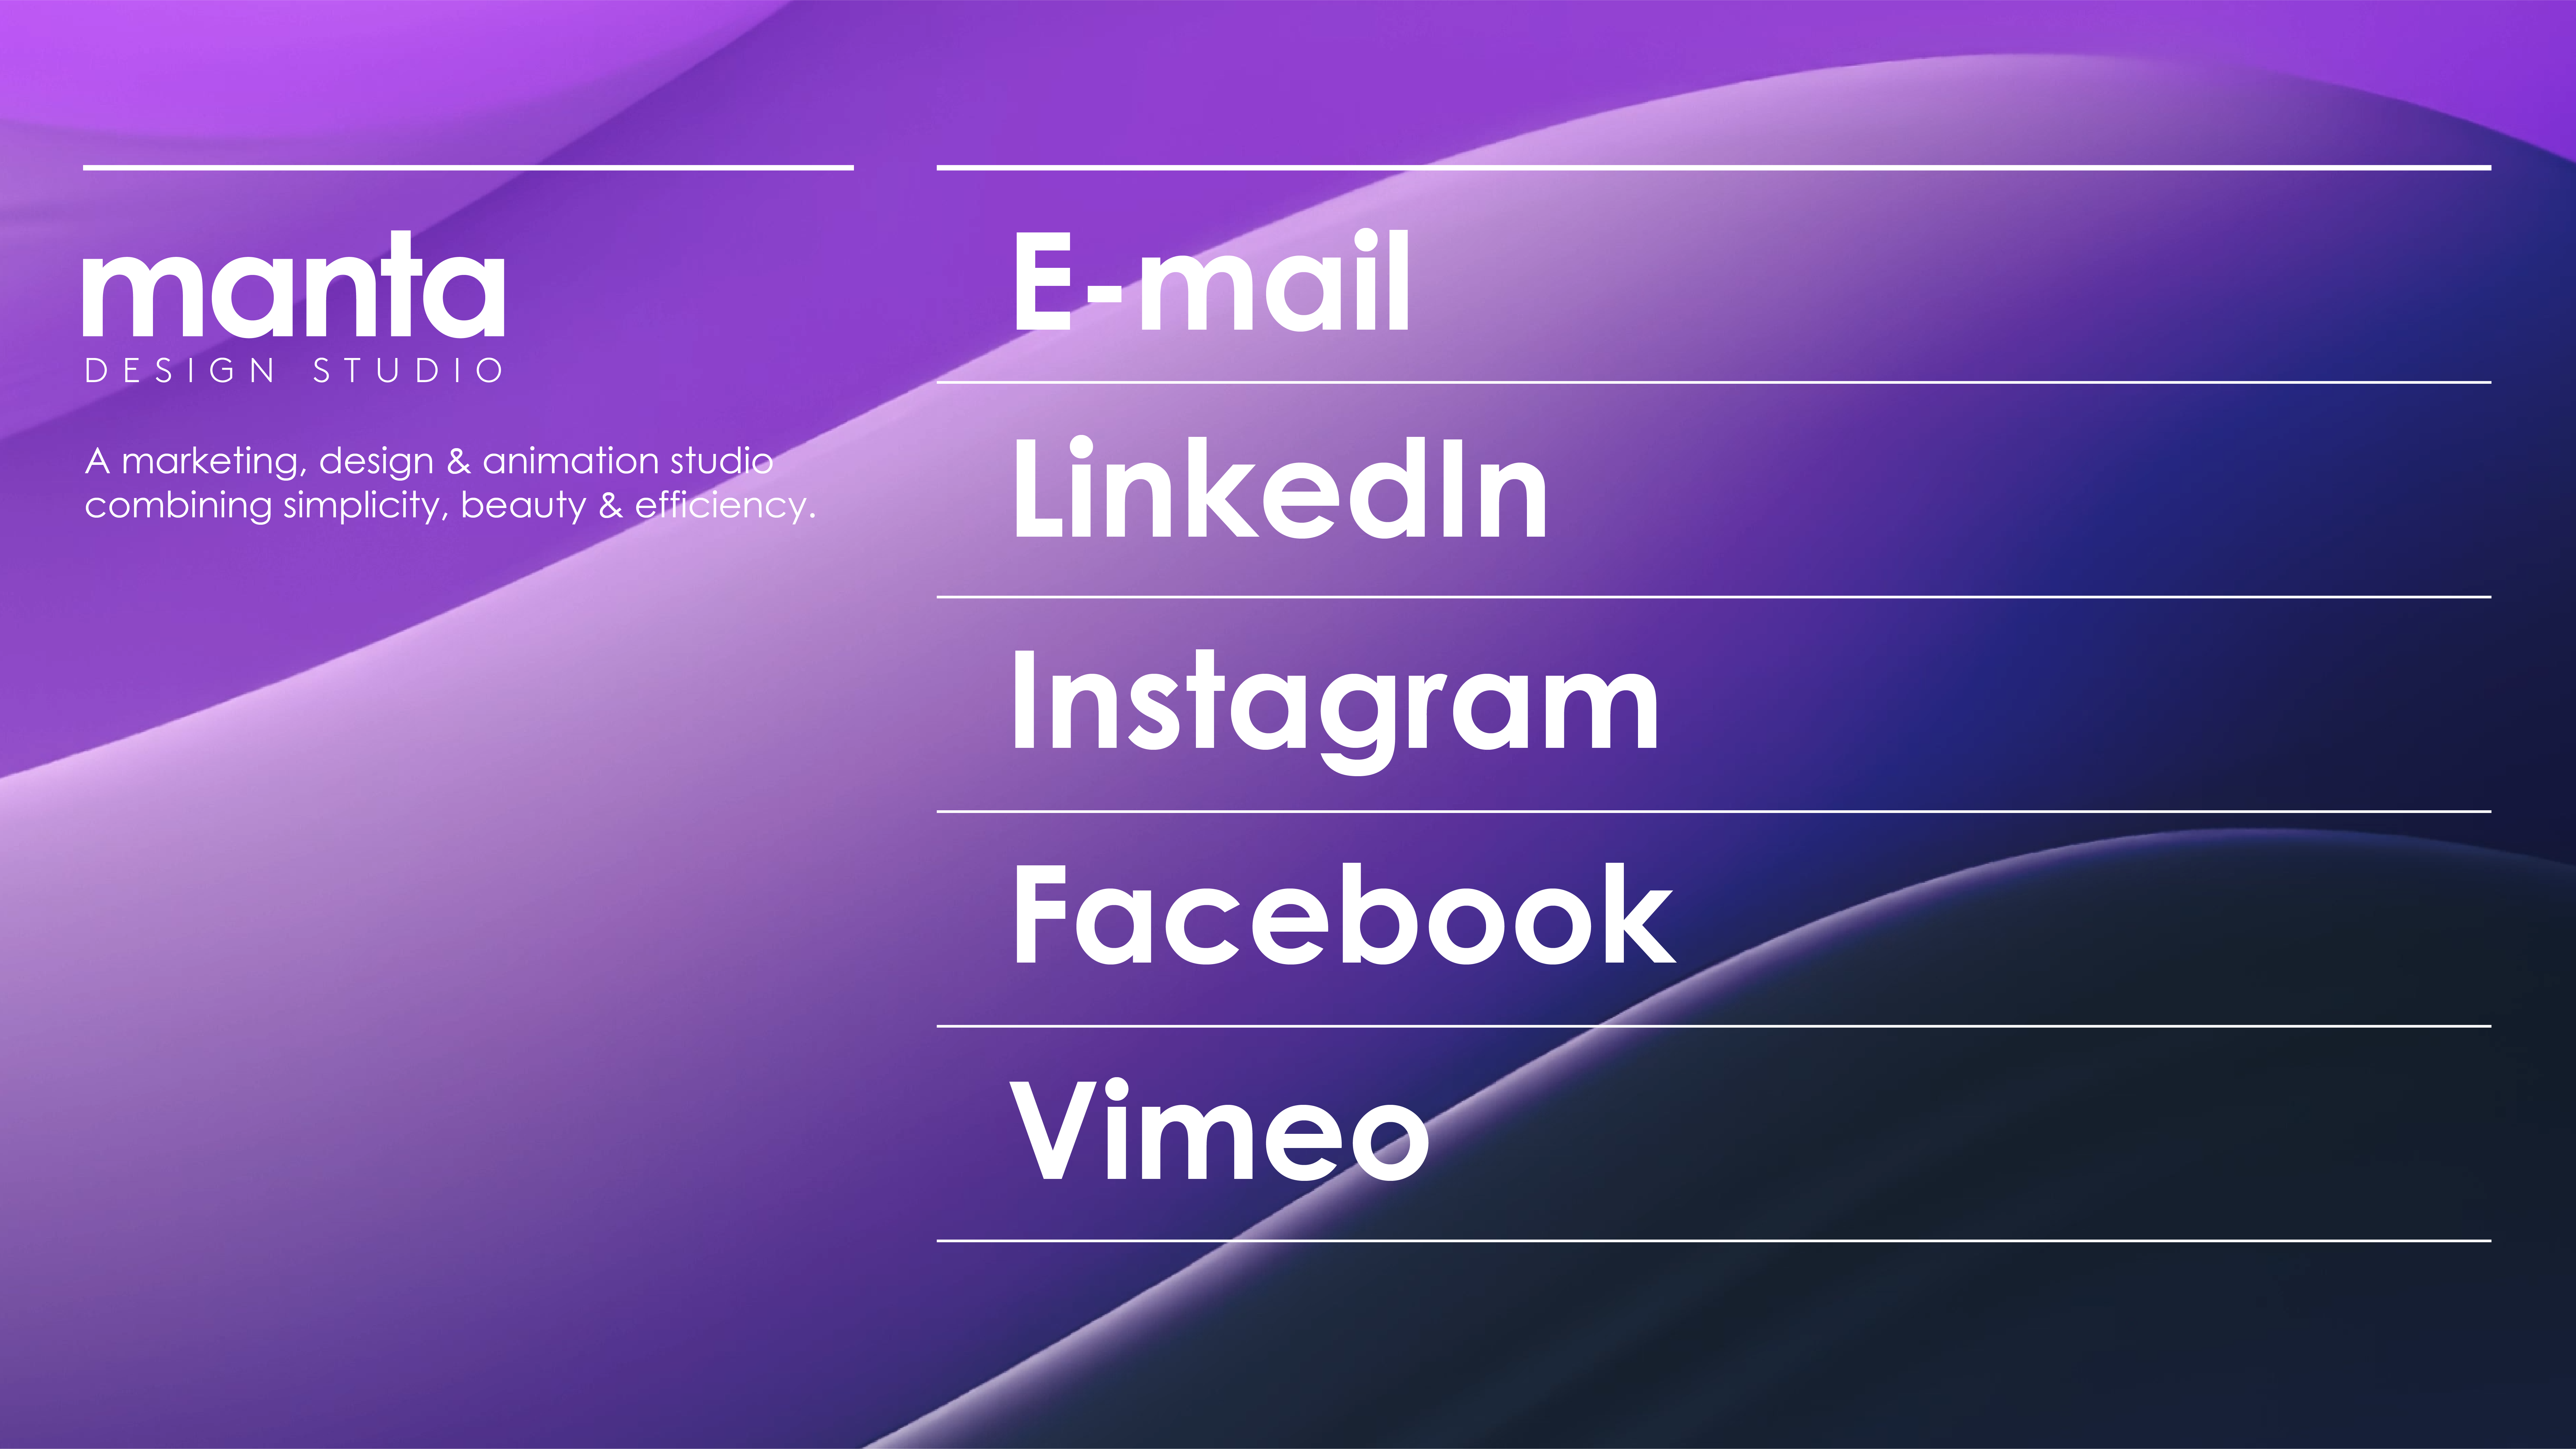 manta
DESIGN STUDIO
A marketing, design & animation studio
combining simplicity, beauty & efficiency.
E-mail
LinkedIn
Instagram
Facebook
Vimeo